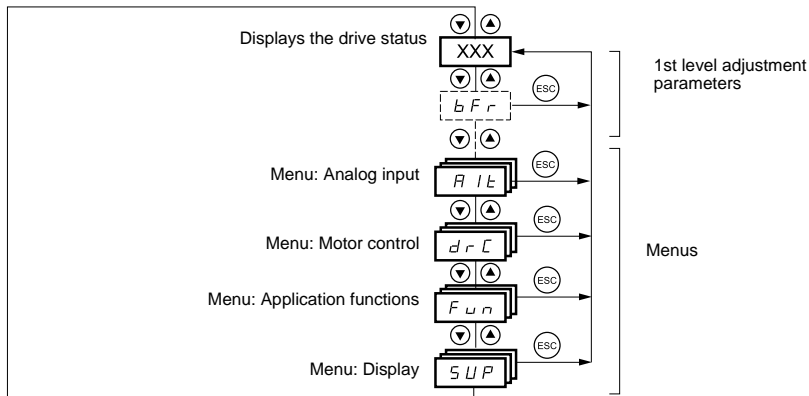 Displays the drive status
XXX
1st level adjustment
parameters
bFr
ESC
Menu: Analog input
AIt
ESC
Menu: Motor control
drC
ESC
Menus
Menu: Application functions
Fun
ESC
Menu: Display
SUP
ESC